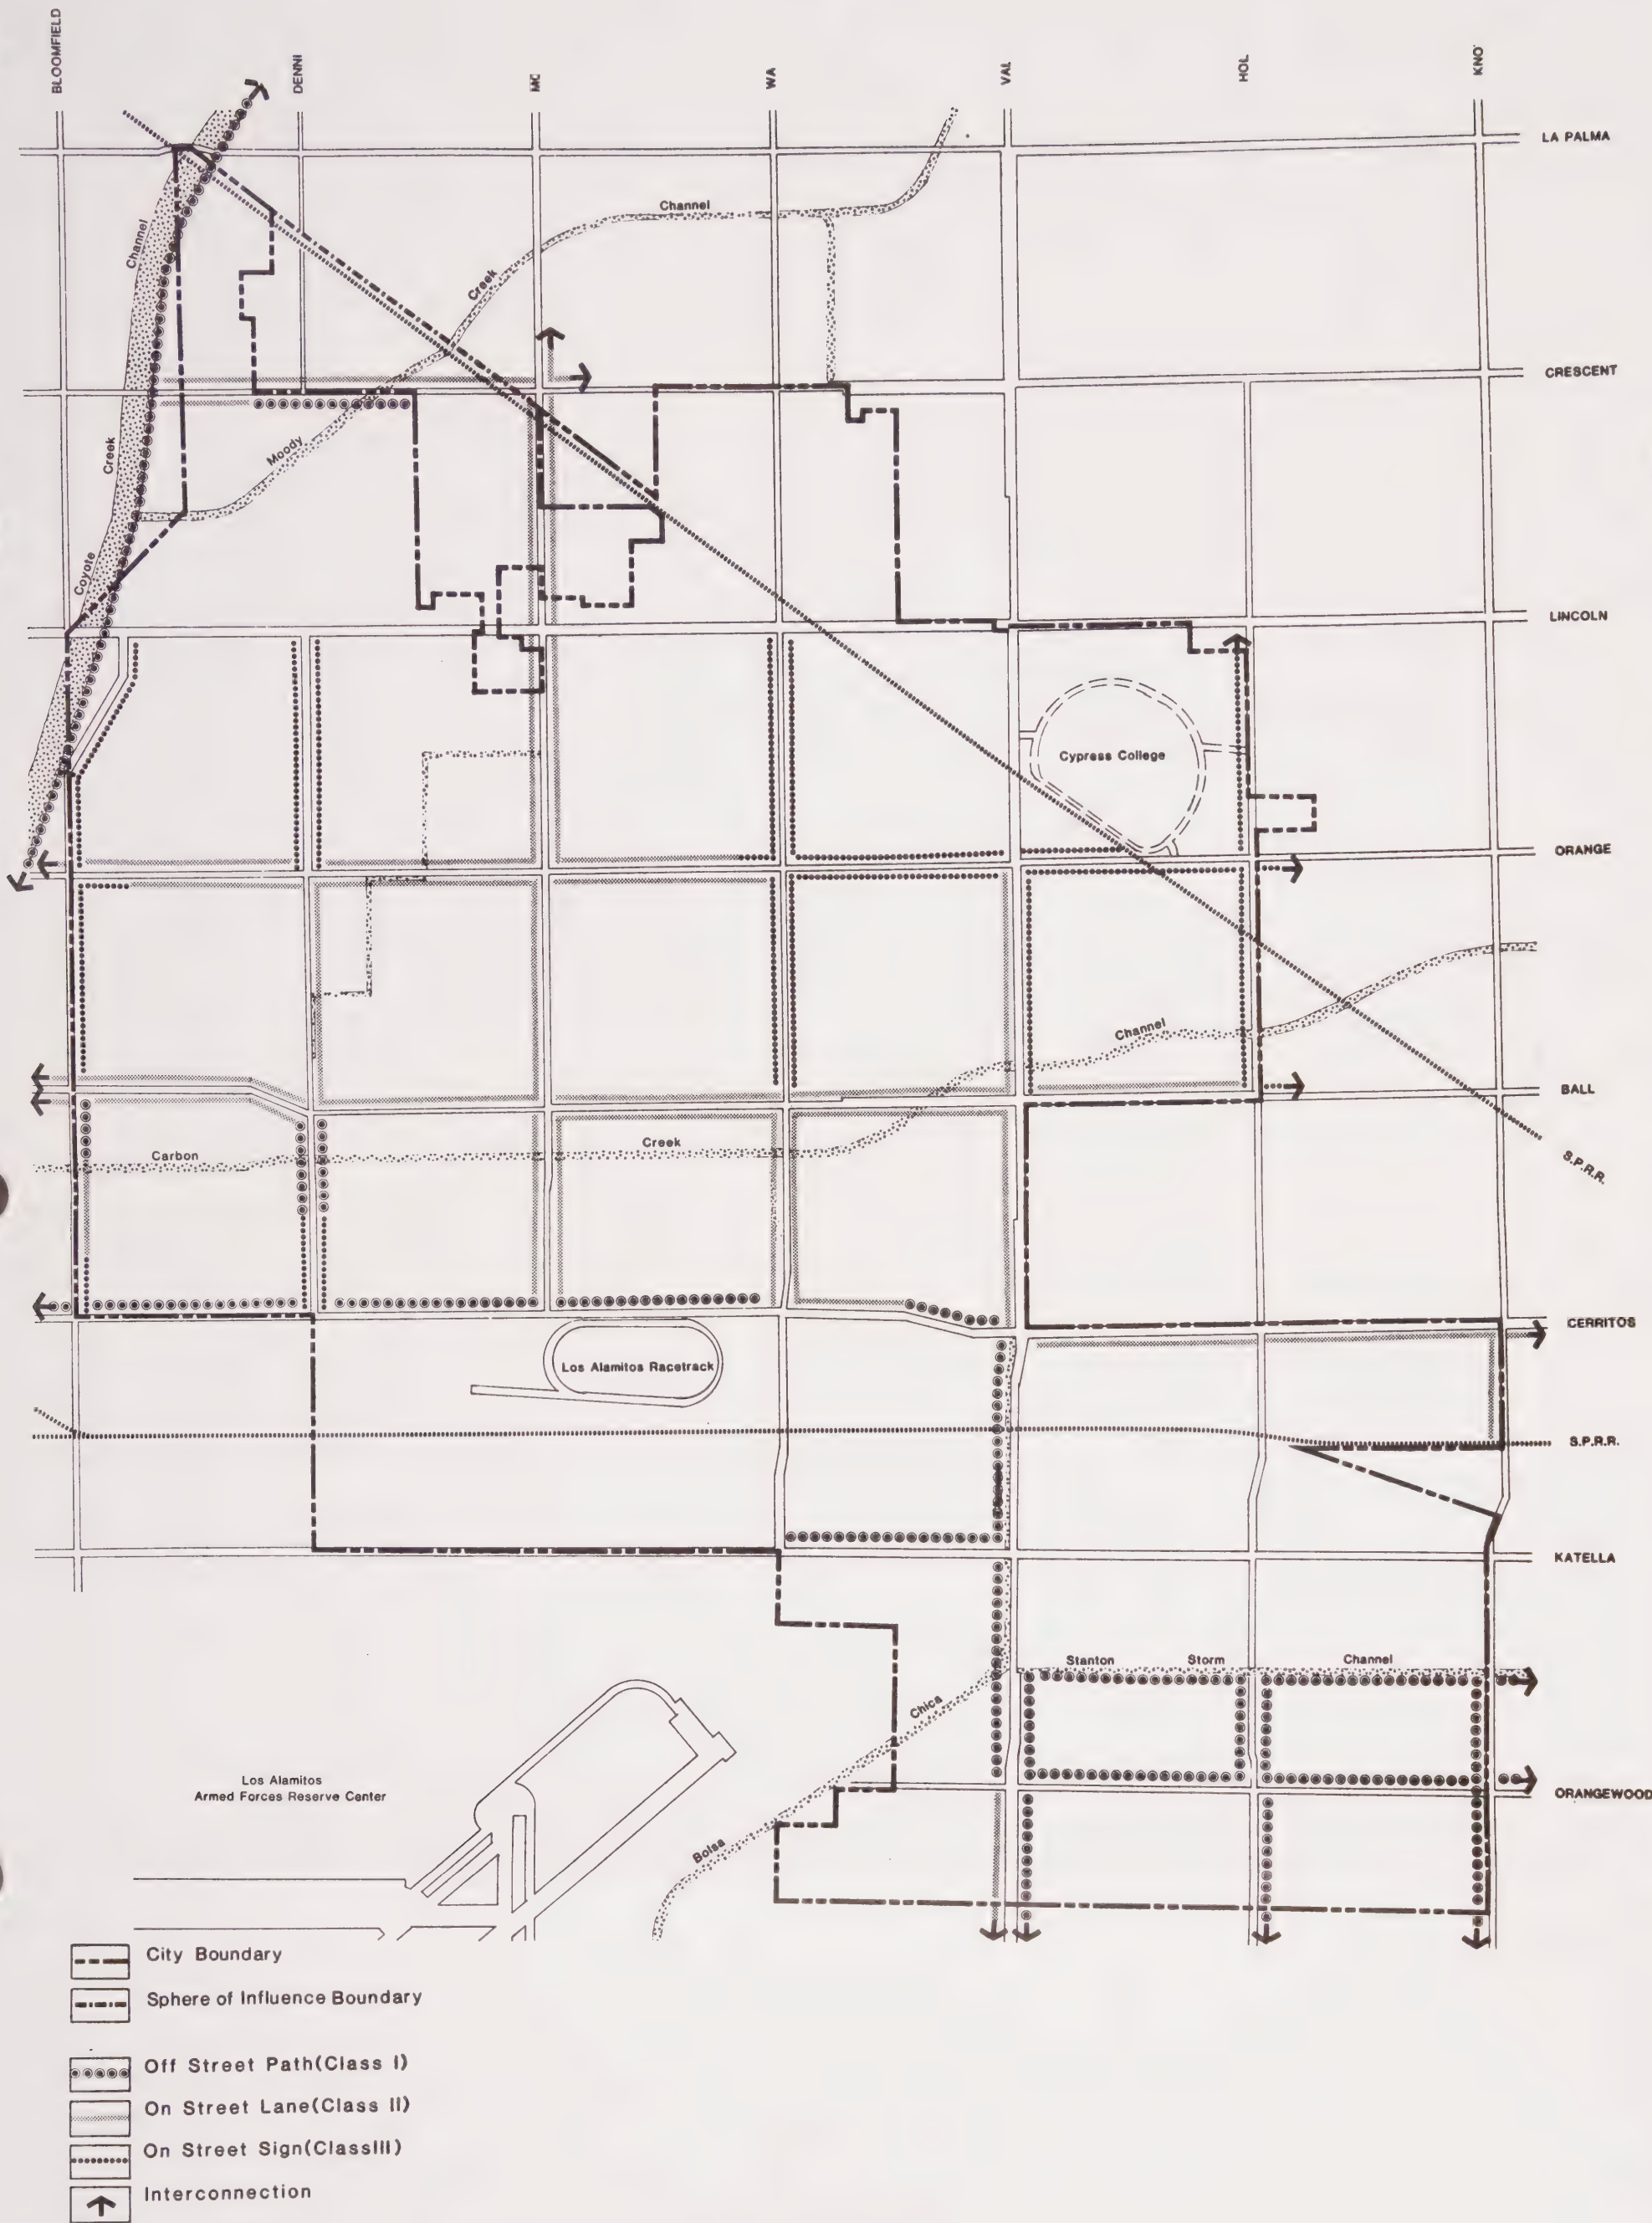 BLOOMFIELD
DENNI
MO
WA
VAL
HOL
KNO
LA PALMA
Channel
Channel
Creek
CRESCENT
Creek
Moody
Coyote
LINCOLN
Cypress College
ORANGE
Channel
BALL
Carbon
Creek
S.P.R.R.
CERRITOS
Los Alamitos Racetrack
S.P.R.R.
KATELLA
Stanton Storm Channel
Chica
Los Alamitos
Armed Forces Reserve Center
ORANGEWOOD
Bolsa
City Boundary
Sphere of Influence Boundary
Off Street Path(Class I)
On Street Lane(Class II)
On Street Sign(ClassIII)
Interconnection